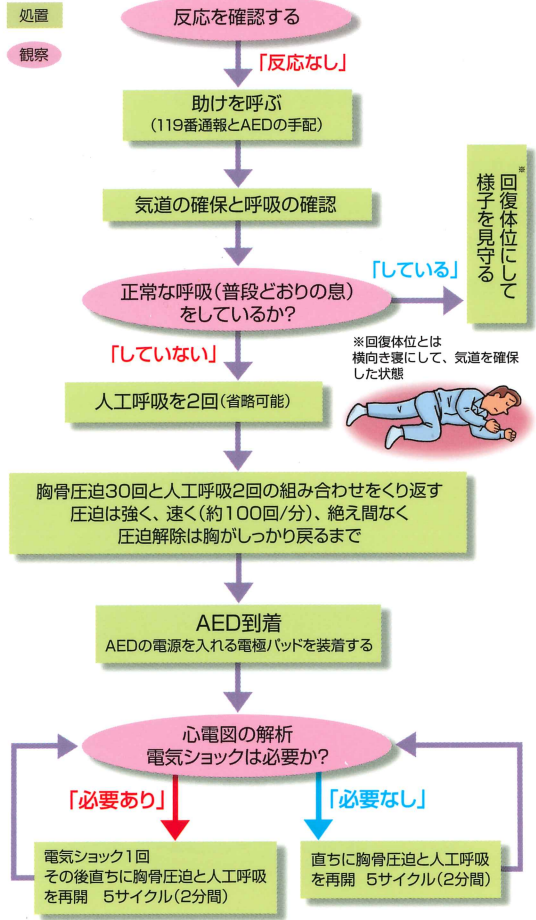 処置
観察
反応を確認する
「反応なし」
助けを呼ぶ
(119番通報とAEDの手配)
気道の確保と呼吸の確認
正常な呼吸(普段どおりの息)
をしているか?
「している」
※
回復体位にして
様子を見守る
※回復体位とは
横向き寝にして、気道を確保
した状態
「していない」
人工呼吸を2回(省略可能)
胸骨圧迫30回と人工呼吸2回の組み合わせをくり返す
圧迫は強く、速く(約100回/分)、絶え間なく
圧迫解除は胸がしっかり戻るまで
AED到着
AEDの電源を入れる電極パッドを装着する
心電図の解析
電気ショックは必要か?
「必要あり」
「必要なし」
電気ショック1回
その後直ちに胸骨圧迫と人工呼吸
を再開 5サイクル(2分間)
直ちに胸骨圧迫と人工呼吸
を再開 5サイクル(2分間)